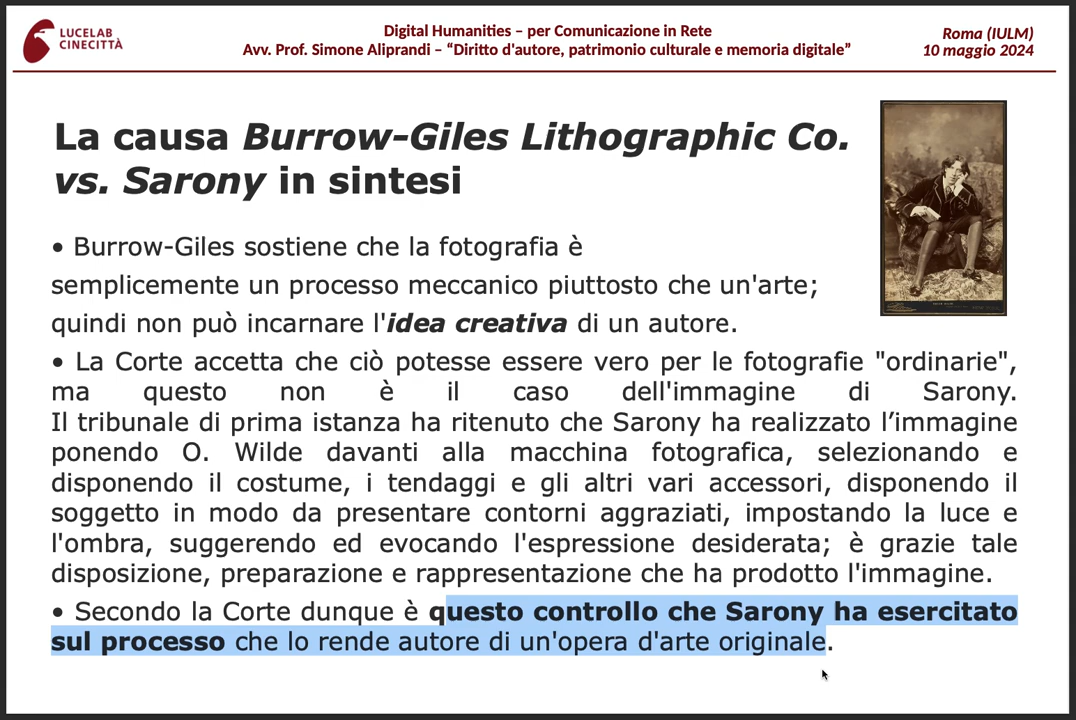 LUCELAB
CINECITTÀ
Digital Humanities – per Comunicazione in Rete
Avv. Prof. Simone Aliprandi – “Diritto d'autore, patrimonio culturale e memoria digitale”
Roma (IULM)
10 maggio 2024
La causa Burrow-Giles Lithographic Co.
vs. Sarony in sintesi
• Burrow-Giles sostiene che la fotografia è
semplicemente un processo meccanico piuttosto che un'arte;
quindi non può incarnare l'idea creativa di un autore.
• La Corte accetta che ciò potesse essere vero per le fotografie "ordinarie",
ma questo non è il caso dell'immagine di Sarony.
Il tribunale di prima istanza ha ritenuto che Sarony ha realizzato l’immagine
ponendo O. Wilde davanti alla macchina fotografica, selezionando e
disponendo il costume, i tendaggi e gli altri vari accessori, disponendo il
soggetto in modo da presentare contorni aggraziati, impostando la luce e
l'ombra, suggerendo ed evocando l'espressione desiderata; è grazie tale
disposizione, preparazione e rappresentazione che ha prodotto l'immagine.
• Secondo la Corte dunque è questo controllo che Sarony ha esercitato
sul processo che lo rende autore di un'opera d'arte originale.